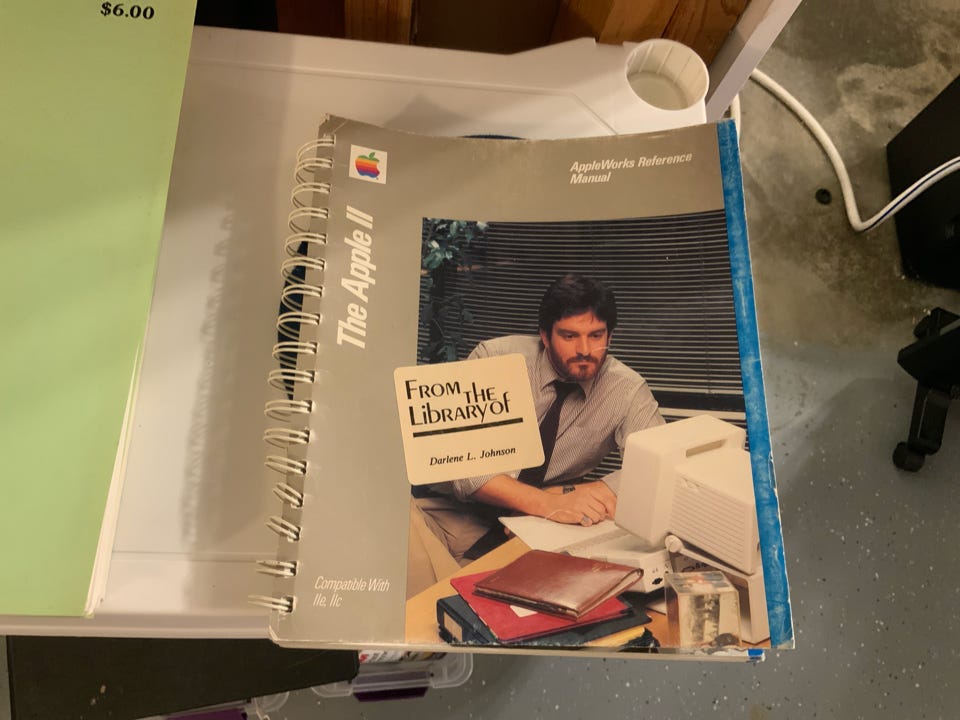 $6.00
AppleWorks Reference
Manual
The Apple II
FROM THE
LIBRARY OF
Darlene L. Johnson
Compatible With
IIe, IIc